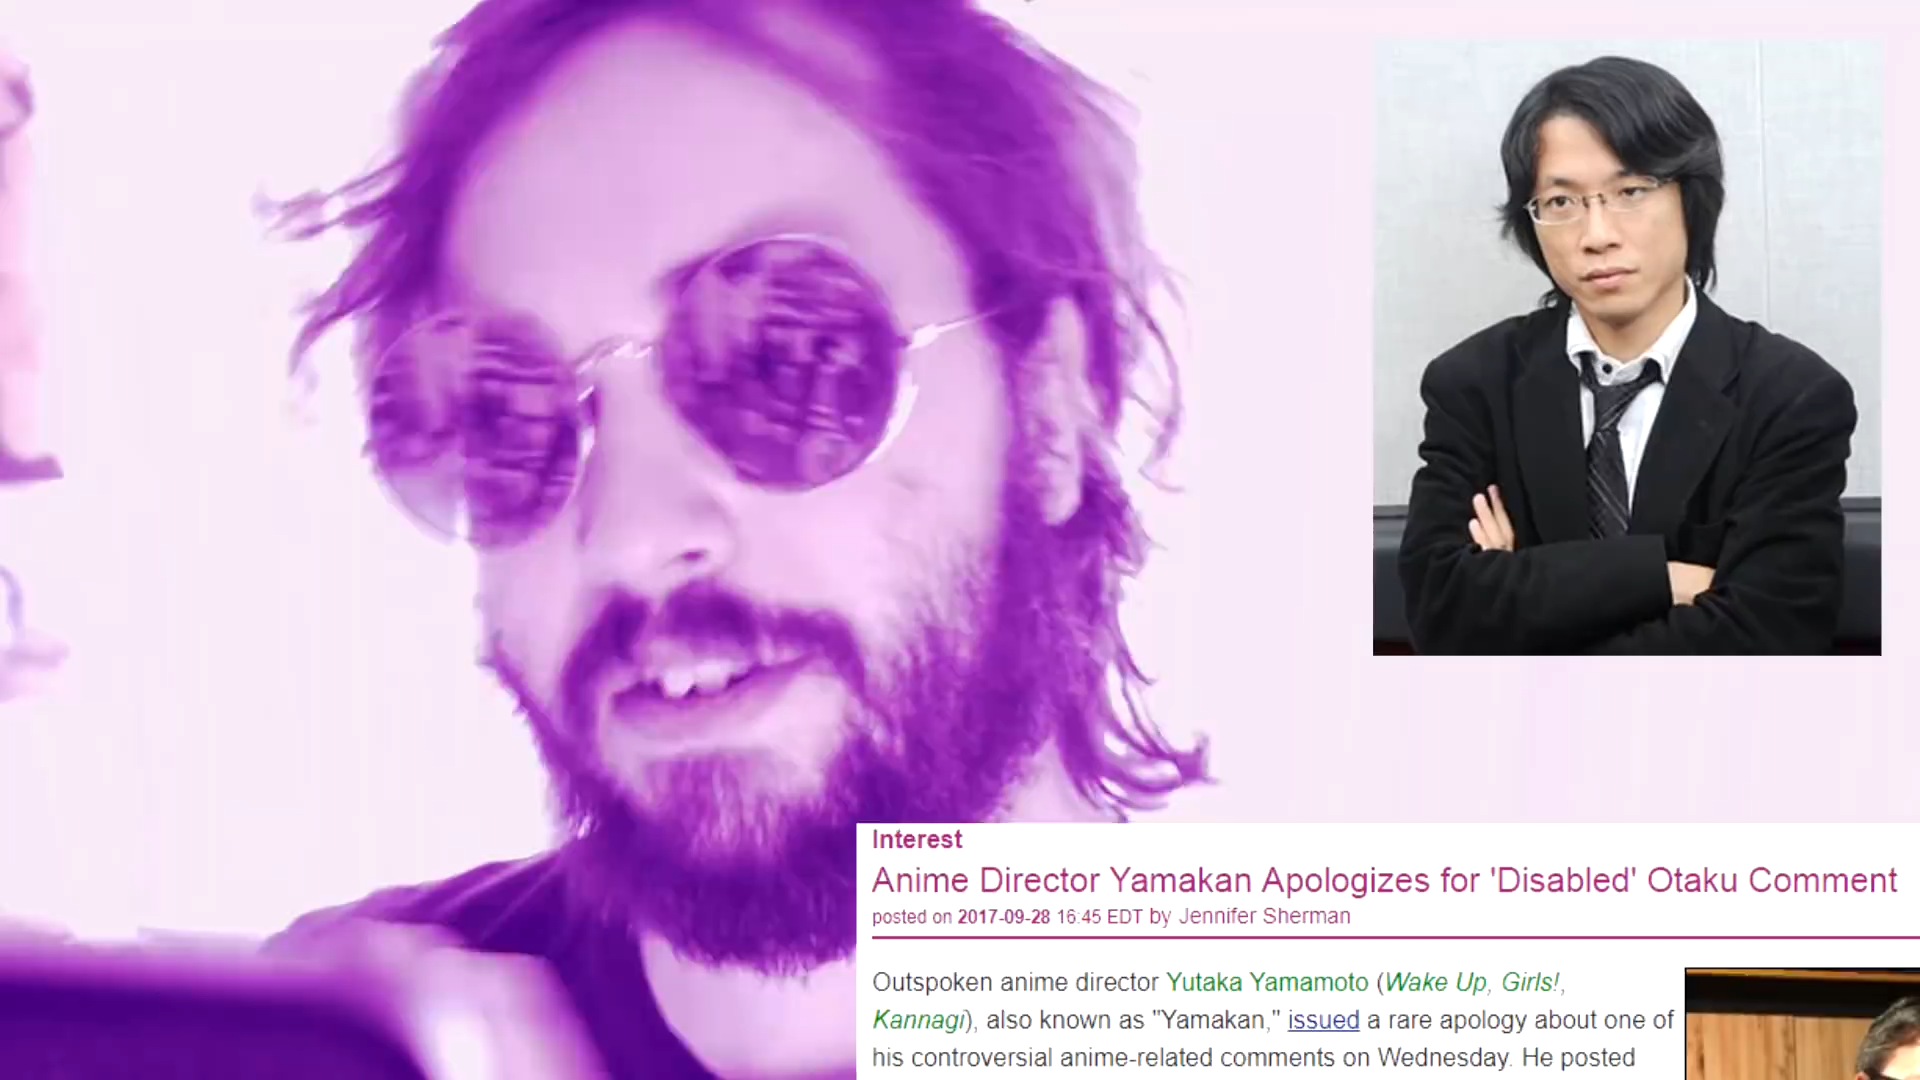 Interest
Anime Director Yamakan Apologizes for 'Disabled' Otaku Comment
posted on 2017-09-28 16:45 EDT by Jennifer Sherman
Outspoken anime director Yutaka Yamamoto (Wake Up, Girls!,
Kannagi), also known as "Yamakan," issued a rare apology about one of
his controversial anime-related comments on Wednesday. He posted